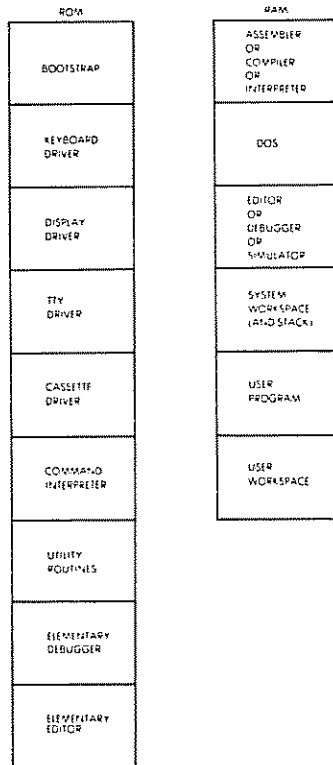 ROM
BOOTSTRAP
KEYBOARD
DRIVER
DISPLAY
DRIVER
TTY
DRIVER
CASSETTE
DRIVER
COMMAND
INTERPRETER
UTILITY
ROUTINES
ELEMENTARY
DEBUGGER
ELEMENTARY
EDITOR
RAM
ASSEMBLER
OR
COMPILER
OR
INTERPRETER
DOS
EDITOR
OR
DEBUGGER
OR
SIMULATOR
SYSTEM
WORKSPACE
(AND STACK)
USER
PROGRAM
USER
WORKSPACE